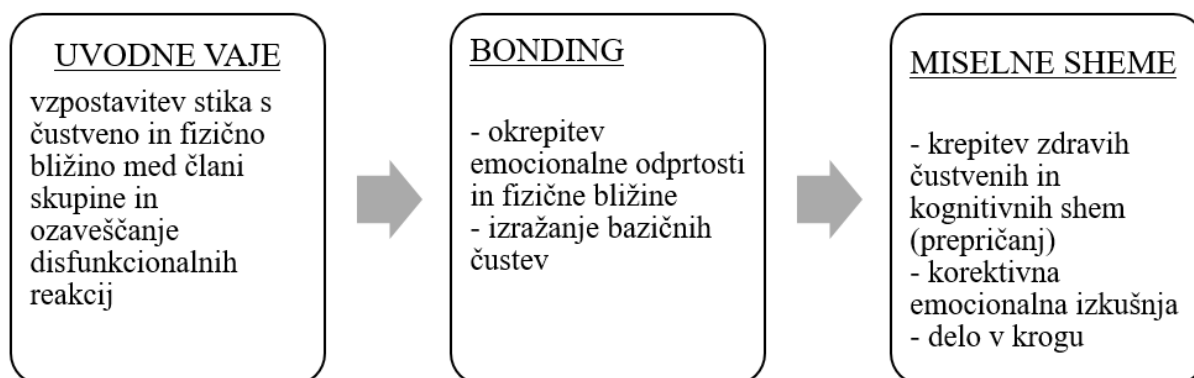 UVODNE VAJE
vzpostavitev stika s
čustveno in fizično
bližino med člani
skupine in
ozaveščanje
disfunkcionalnih
reakcij
BONDING
- okrepitev
emocionalne odprtosti
in fizične bližine
- izražanje bazičnih
čustev
MISELNE SHEME
- krepitev zdravih
čustvenih in
kognitivnih shem
(prepričanj)
- korektivna
emocionalna izkušnja
- delo v krogu